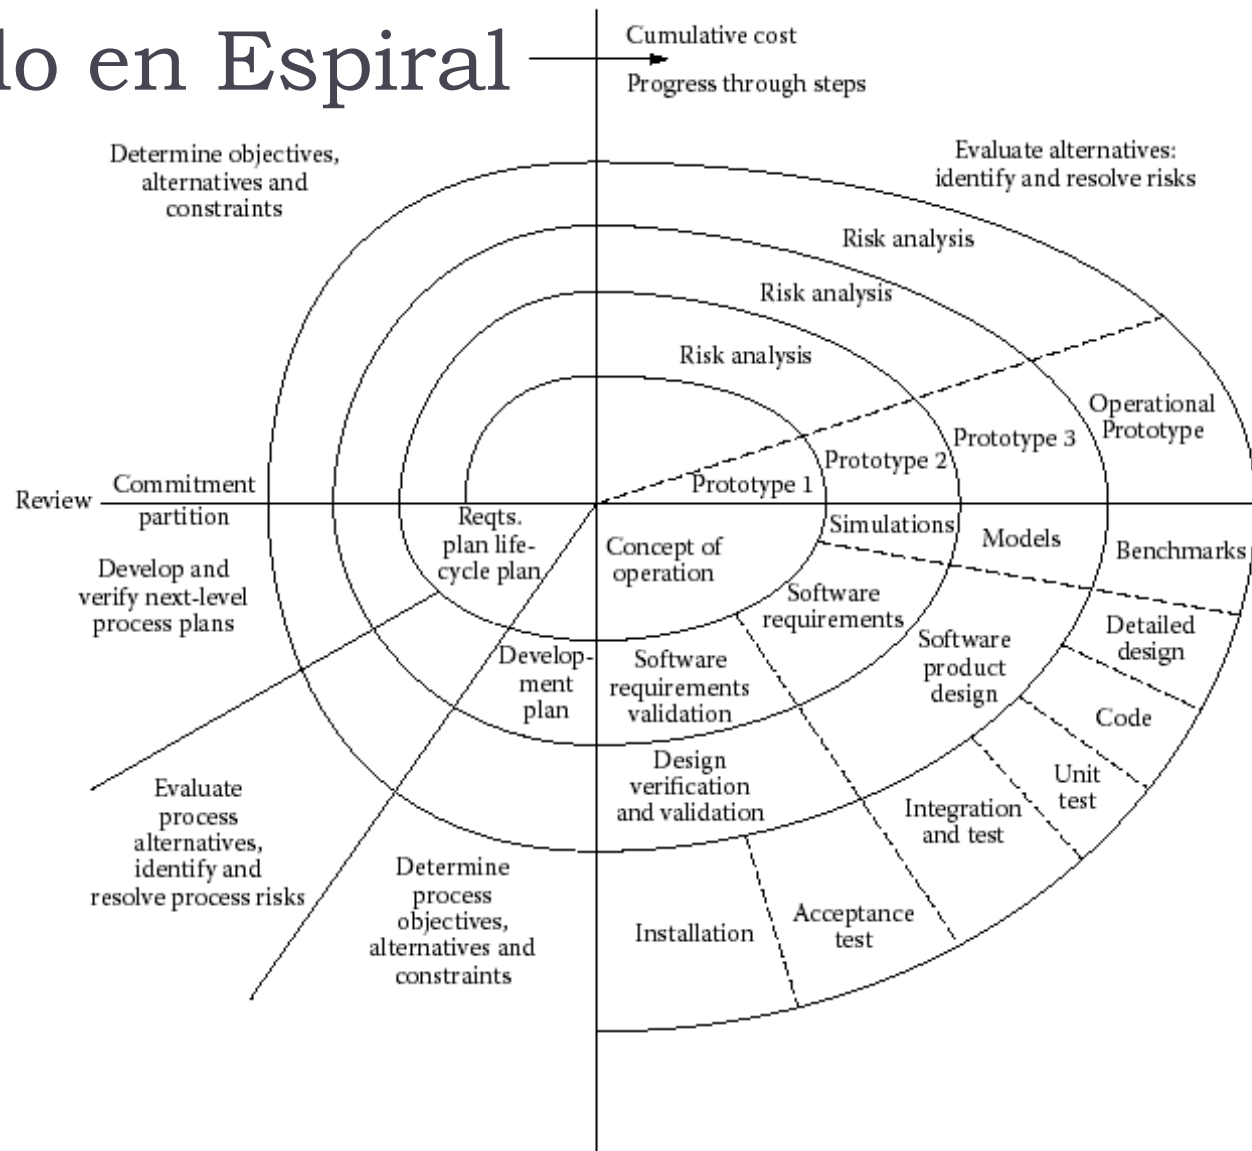 lo en Espiral
Cumulative cost
Progress through steps
Determine objectives,
alternatives and
constraints
Evaluate alternatives:
identify and resolve risks
Risk analysis
Risk analysis
Risk analysis
Operational
Prototype
Prototype 3
Prototype 2
Prototype 1
Review
Commitment
partition
Reqts.
plan life-
cycle plan
Concept of
operation
Simulations
Models
Benchmarks
Develop and
verify next-level
process plans
Software
requirements
Detailed
design
Software
product
design
Develop-
ment
plan
Software
requirements
validation
Code
Design
verification
and validation
Unit
test
Integration
and test
Evaluate
process
alternatives,
identify and
resolve process risks
Determine
process
objectives,
alternatives and
constraints
Installation
Acceptance
test